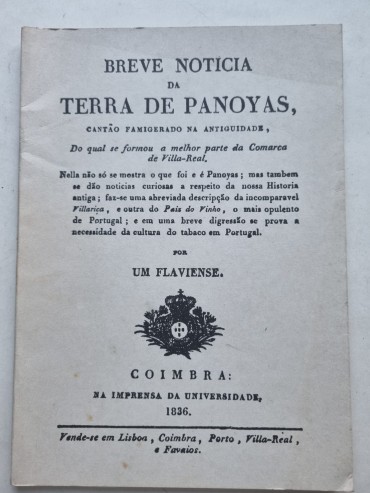 BREVE NOTICIA
DA
TERRA DE PANOYAS,
CANTÃO FAMIGERADO NA ANTIGUIDADE,
Do qual se formou a melhor parte da Comarca
de Villa-Real,
Nella não só se mostra o que foi e é Panoyas; mas tambem
se dão noticias curiosas a respeito da nossa Historia
antiga; faz-se uma abreviada descripção da incomparavel
Villarica, e outra do Paiz do Vinho, o mais opulento
de Portugal; e em uma breve digressão se prova a
necessidade da cultura do tabaco em Portugal.
POR
UM FLAVIENSE.
COIMBRA:
NA IMPRENSA DA UNIVERSIDADE,
1836.
Vende-se em Lisboa, Coimbra, Porto, Villa-Real,
e Favaios.